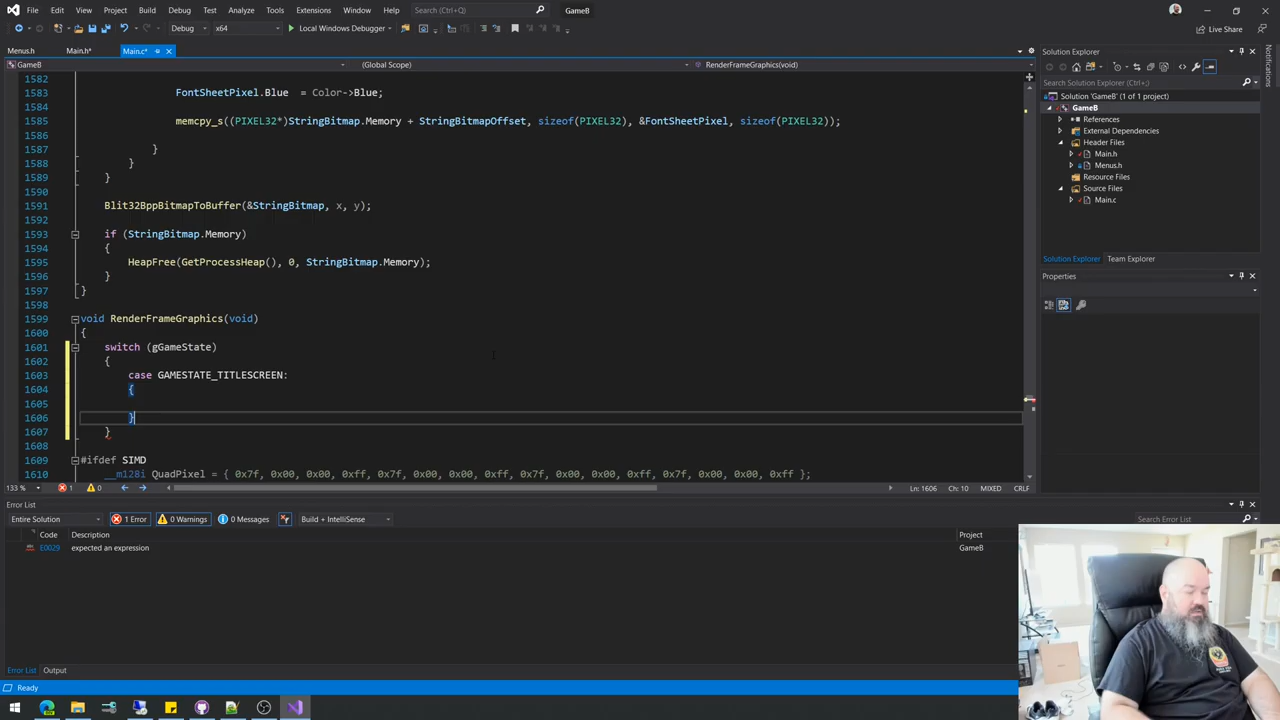 File Edit View Git Project Build Debug Test Analyze Tools Extensions Window Help Search (Ctrl+Q) GameB
Debug x64 Local Windows Debugger Live Share
Menus.h Main.h* Main.c*
GameB (Global Scope) RenderFrameGraphics(void)
1582
1583 FontSheetPixel.Blue = Color->Blue;
1584
1585 memcpy_s((PIXEL32*)StringBitmap.Memory + StringBitmapOffset, sizeof(PIXEL32), &FontSheetPixel, sizeof(PIXEL32));
1586
1587 }
1588 }
1589 }
1590
1591 Blit32BppBitmapToBuffer(&StringBitmap, x, y);
1592
1593 if (StringBitmap.Memory)
1594 {
1595 HeapFree(GetProcessHeap(), 0, StringBitmap.Memory);
1596 }
1597 }
1598
1599 void RenderFrameGraphics(void)
1600 {
1601 switch (gGameState)
1602 {
1603 case GAMESTATE_TITLESCREEN:
1604 {
1605
1606 }
1607 }
1608
1609 #ifdef SIMD
1610 __m128i QuadPixel = { 0x7f, 0x00, 0x00, 0xff, 0x7f, 0x00, 0x00, 0xff, 0x7f, 0x00, 0x00, 0xff, 0x7f, 0x00, 0x00, 0xff };
133 % 1 0 Ln: 1606 Ch: 10 MIXED CRLF
Error List
Entire Solution 1 Error 0 Warnings 0 Messages Build + IntelliSense Search Error List
Code Description Project
E0029 expected an expression GameB
Error List Output
Ready
Solution Explorer
Search Solution Explorer (Ctrl+;)
Solution 'GameB' (1 of 1 project)
GameB
References
External Dependencies
Header Files
Main.h
Menus.h
Resource Files
Source Files
Main.c
Solution Explorer Team Explorer
Properties
Notifications